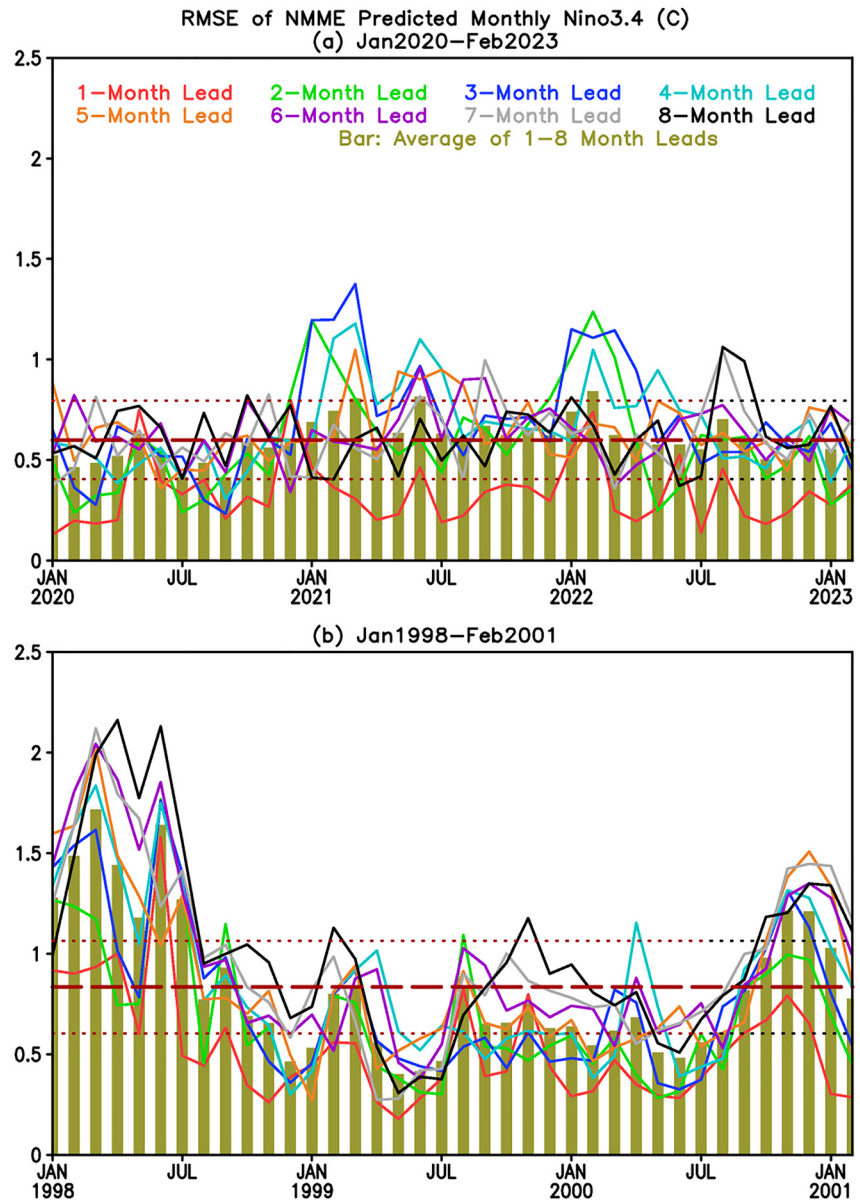 RMSE of NMME Predicted Monthly Nino3.4 (C)
(a) Jan2020-Feb2023
2.5
1-Month Lead 2-Month Lead 3-Month Lead 4-Month Lead
5-Month Lead 6-Month Lead 7-Month Lead 8-Month Lead
Bar: Average of 1-8 Month Leads
2
1.5
1
0.5
0
JAN JUL JAN JUL JAN JUL JAN
2020 2021 2022 2023
(b) Jan1998-Feb2001
2.5
2
1.5
1
0.5
0
JAN JUL JAN JUL JAN JUL JAN
1998 1999 2000 2001